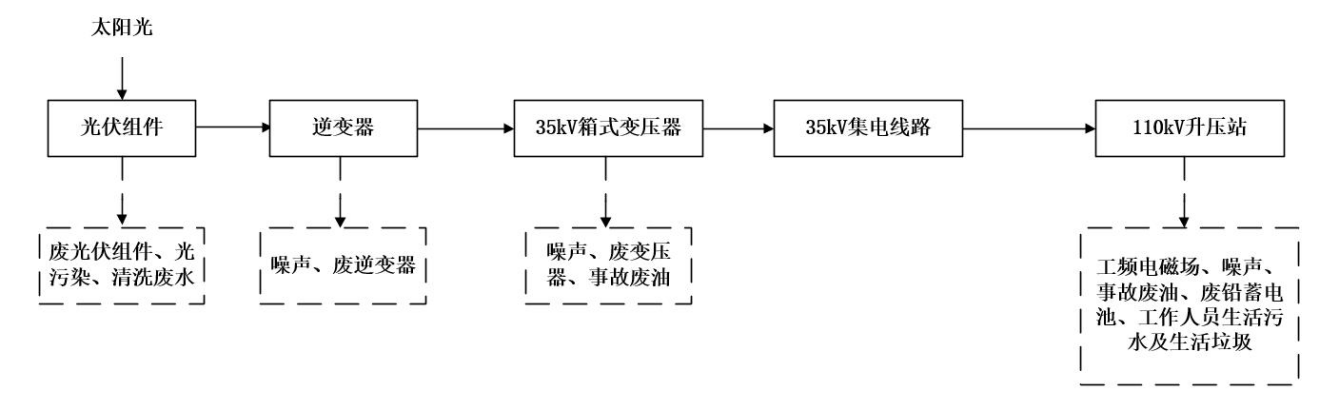 太阳光
光伏组件
逆变器
35kV箱式变压器
35kV集电线路
110kV升压站
废光伏组件、光
污染、清洗废水
噪声、废逆变器
噪声、废变压
器、事故废油
工频电磁场、噪声、
事故废油、废铅蓄电
池、工作人员生活污
水及生活垃圾